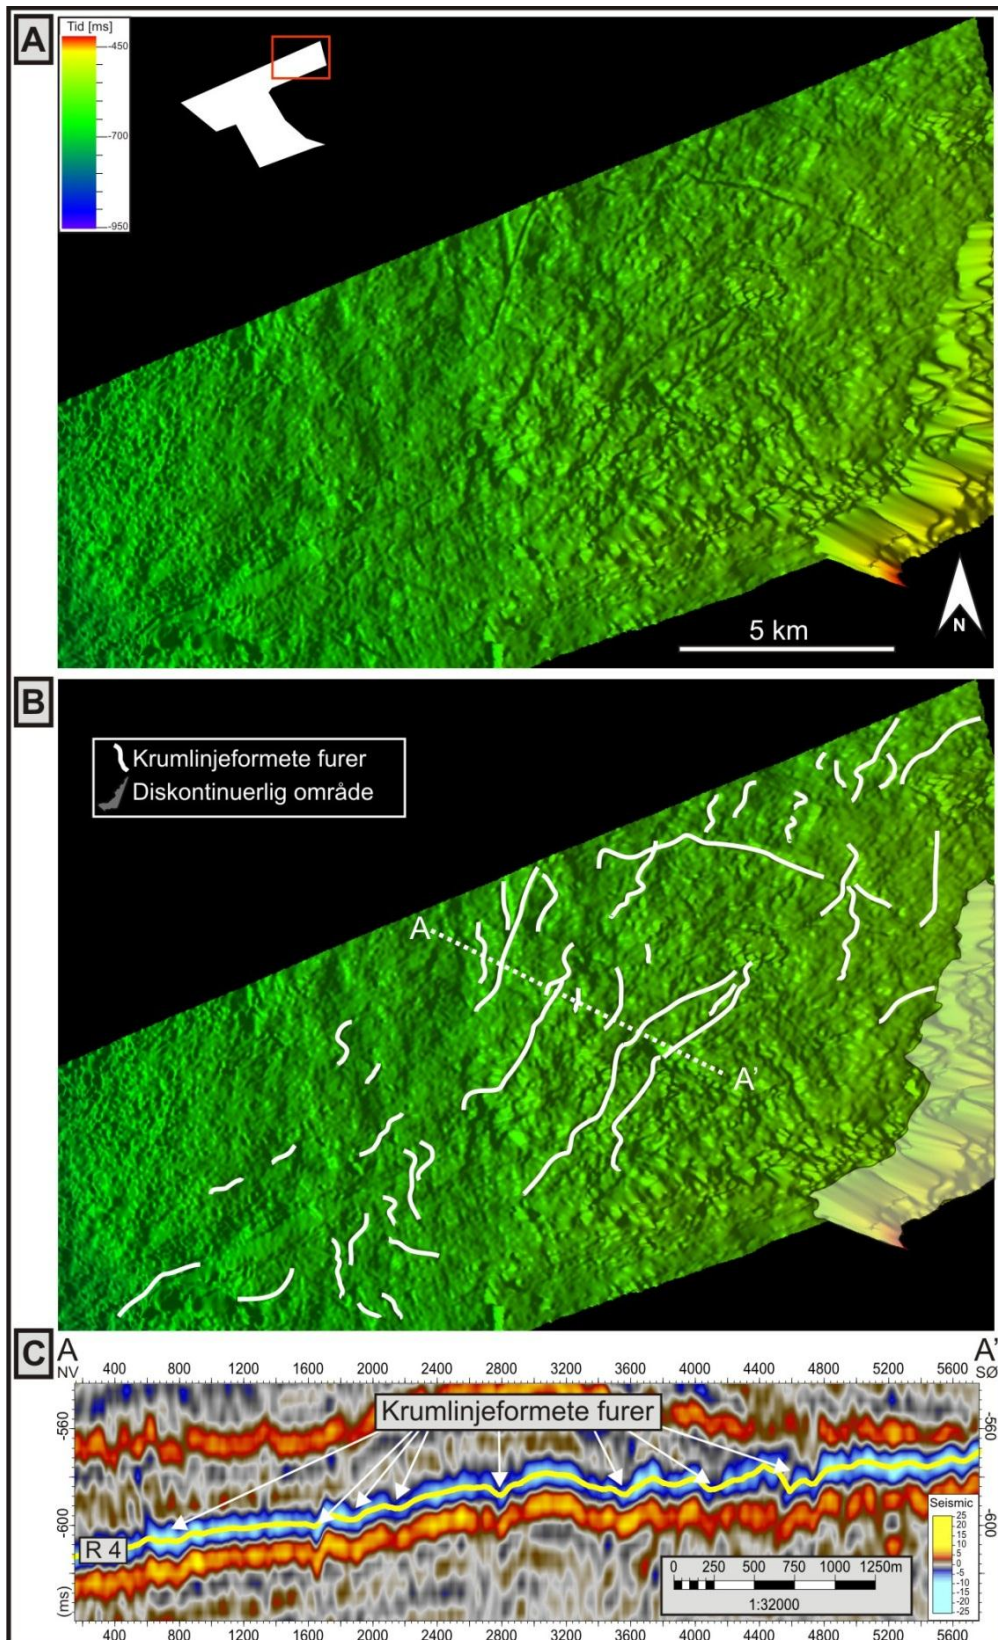 A
Tid [ms]
-450
-700
-950
5 km
N
B
Krumlinjeformete furer
Diskontinuerlig område
A
A'
C
A
NV
400 800 1200 1600 2000 2400 2800 3200 3600 4000 4400 4800 5200 5600
A'
SØ
-560
-560
Krumlinjeformete furer
-600
-600
R 4
(ms)
Seismic
25
20
15
10
5
0
-5
-10
-15
-20
-25
0 250 500 750 1000 1250m
1:32000
400 800 1200 1600 2000 2400 2800 3200 3600 4000 4400 4800 5200 5600